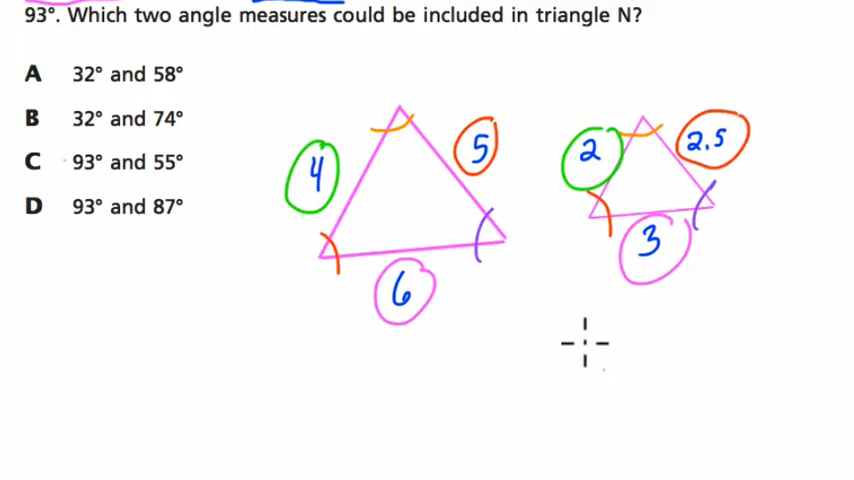 93°. Which two angle measures could be included in triangle N?
A 32° and 58°
B 32° and 74°
C 93° and 55°
D 93° and 87°
4
5
6
2
2.5
3